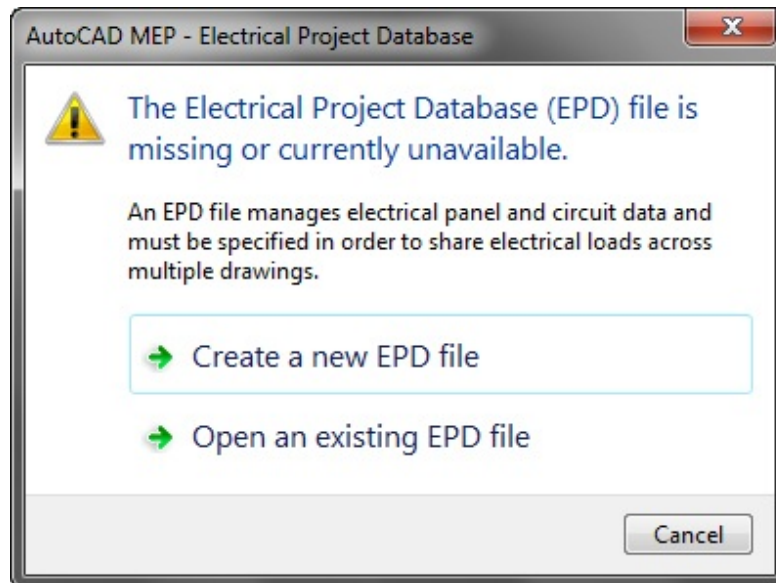 AutoCAD MEP - Electrical Project Database
The Electrical Project Database (EPD) file is
missing or currently unavailable.
An EPD file manages electrical panel and circuit data and
must be specified in order to share electrical loads across
multiple drawings.
Create a new EPD file
Open an existing EPD file
Cancel